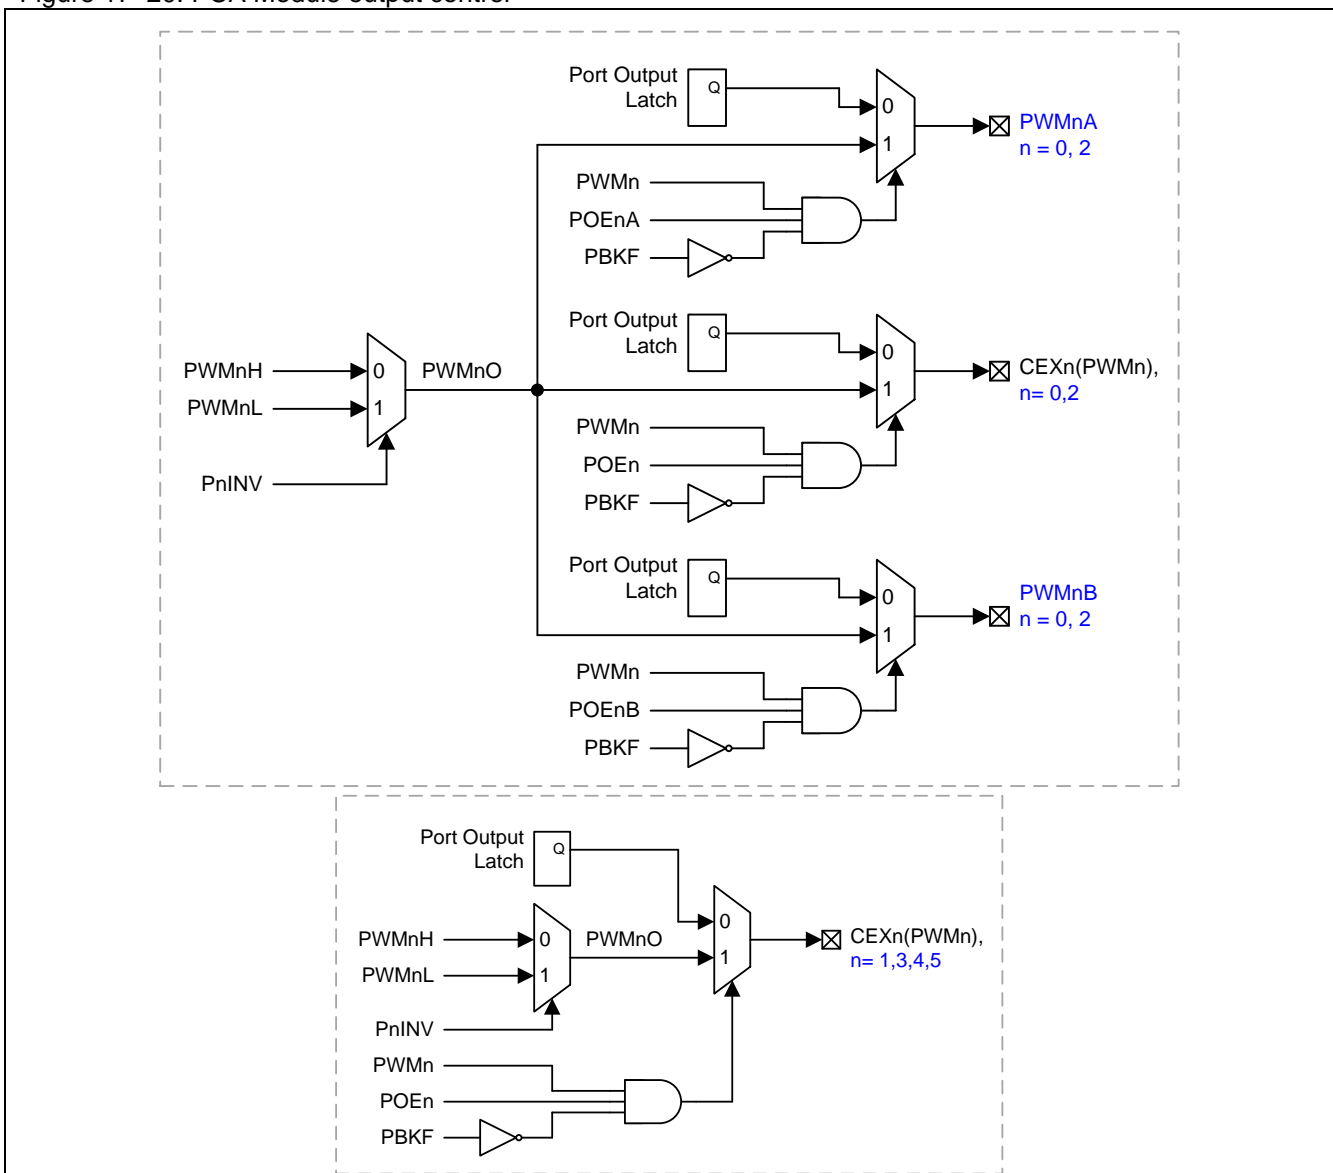 Port Output
Latch
Q
0
1
PWMnA
n = 0, 2
PWMn
POEnA
PBKF
Port Output
Latch
Q
0
1
CEXn(PWMn),
n= 0,2
PWMnH
PWMnL
0
1
PWMnO
PnINV
PWMn
POEn
PBKF
Port Output
Latch
Q
0
1
PWMnB
n = 0, 2
PWMn
POEnB
PBKF
Port Output
Latch
Q
0
1
CEXn(PWMn),
n= 1,3,4,5
PWMnH
PWMnL
0
1
PWMnO
PnINV
PWMn
POEn
PBKF